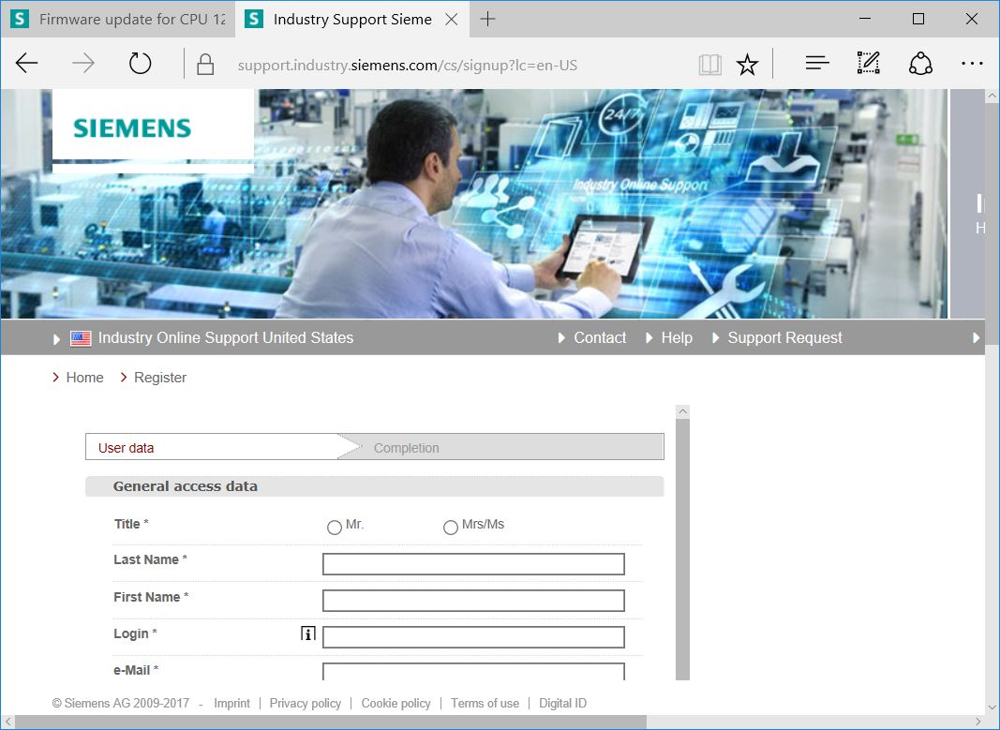 S Firmware update for CPU 12
S Industry Support Sieme
support.industry.siemens.com/cs/signup?lc=en-US
SIEMENS
24/7
Industry Online Support
Industry Online Support United States
Contact
Help
Support Request
Home
Register
User data
Completion
General access data
Title *
Mr.
Mrs/Ms
Last Name *
First Name *
Login *
i
e-Mail *
© Siemens AG 2009-2017 - Imprint | Privacy policy | Cookie policy | Terms of use | Digital ID